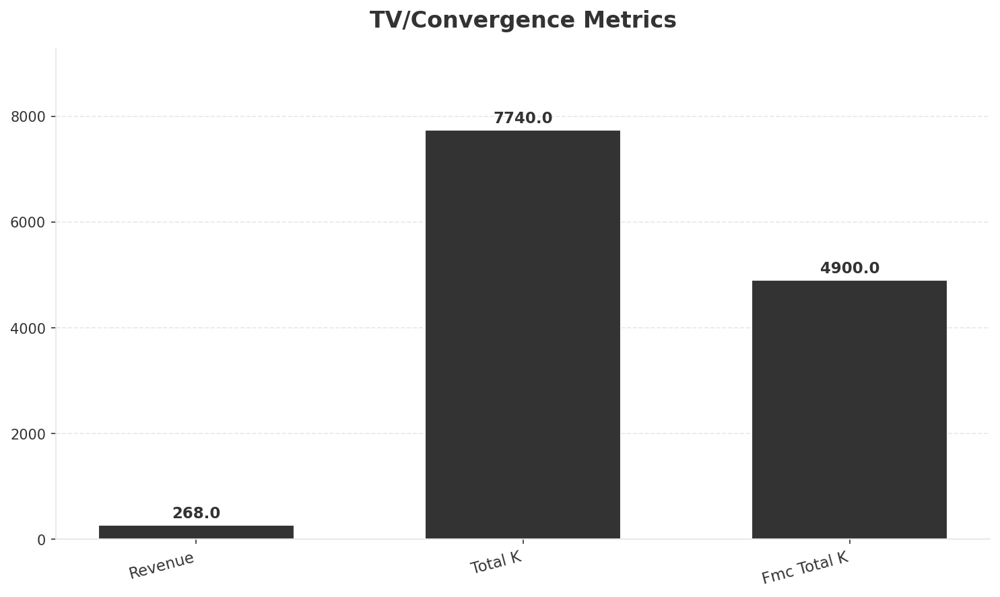 TV/Convergence Metrics
8000
6000
4000
2000
0
268.0
7740.0
4900.0
Revenue
Total K
Fmc Total K